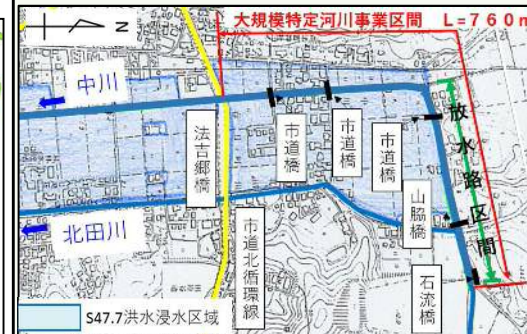 N
大規模特定河川事業区間 L=760m
中川
法吉郷橋
市道橋
市道橋
市道橋
放水路区間
山脇橋
北田川
市道北循環線
石流橋
S47.7洪水浸水区域